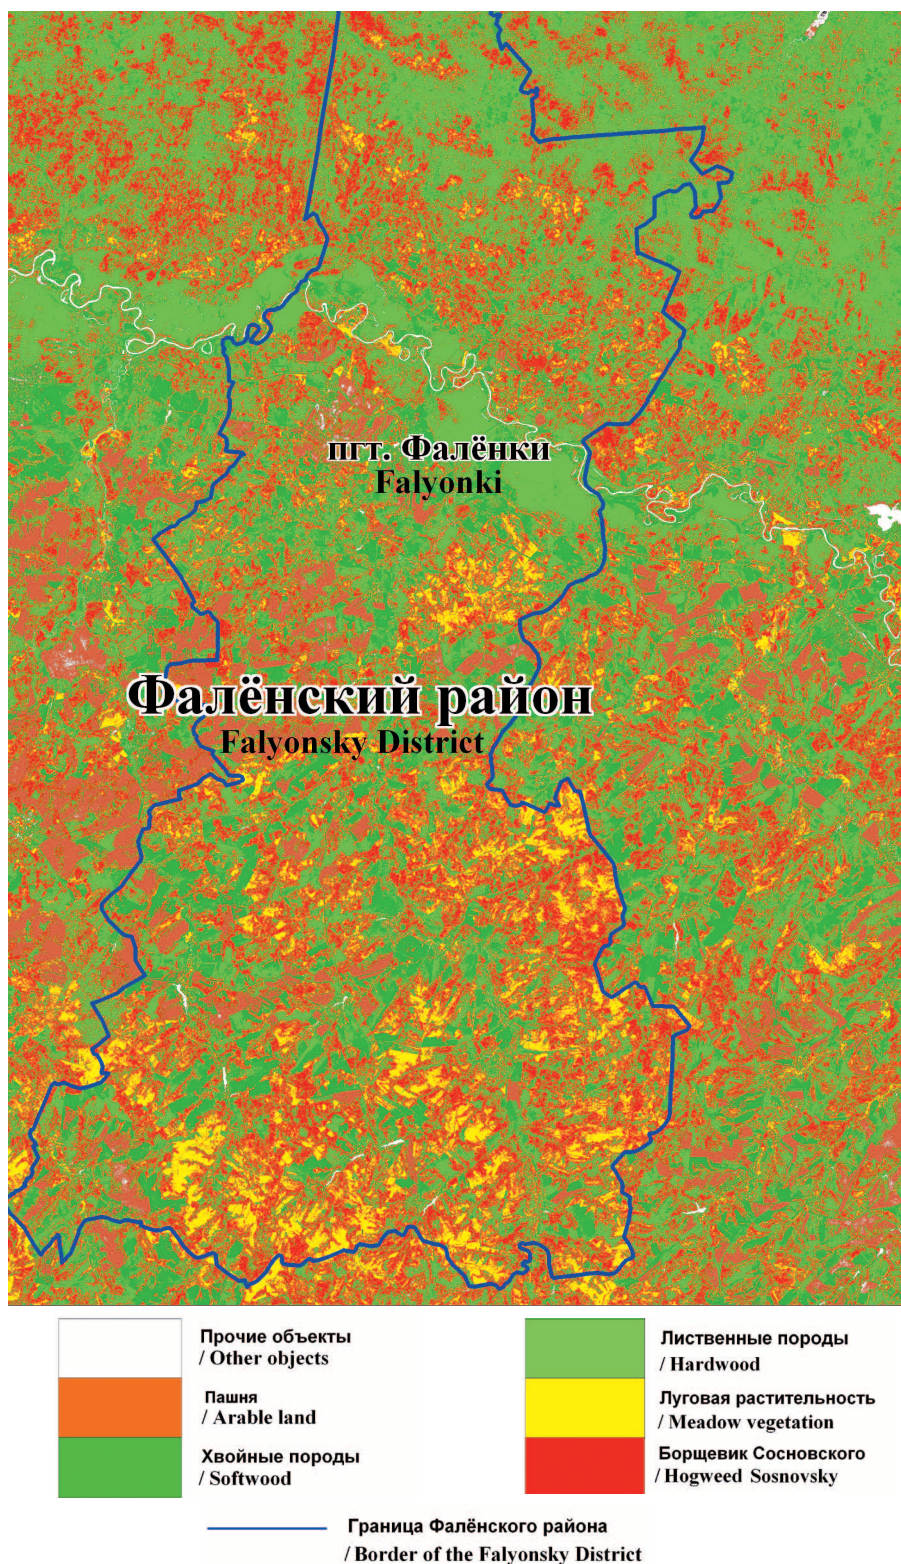 пгт. Фалёнки
Falyonki
Фалёнский район
Falyonsky District
Прочие объекты
/ Other objects
Пашня
/ Arable land
Хвойные породы
/ Softwood
Лиственные породы
/ Hardwood
Луговая растительность
/ Meadow vegetation
Борщевик Сосновского
/ Hogweed Sosnovsky
Граница Фалёнского района
/ Border of the Falyonsky District